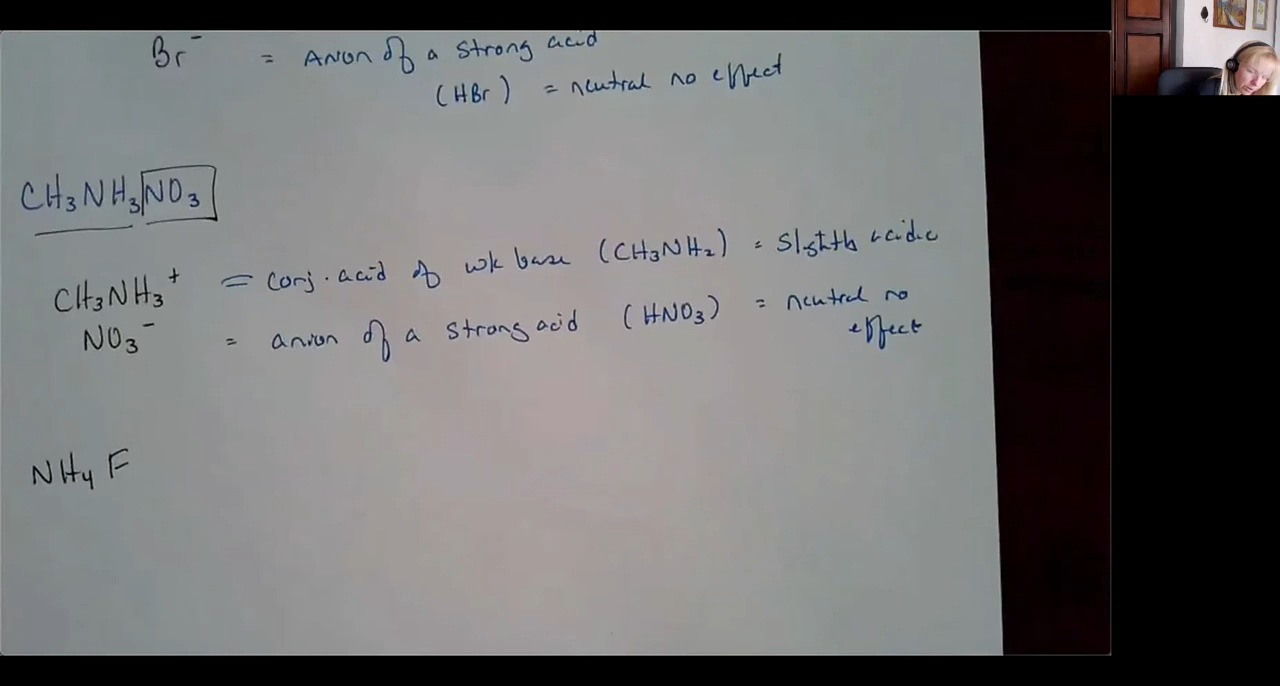 Br⁻ = Anion of a strong acid
(HBr) = neutral no effect
CH₃NH₃NO₃
CH₃NH₃⁺ = conj. acid of wk base (CH₃NH₂) = slightly acidic
NO₃⁻ = anion of a strong acid (HNO₃) = neutral no
effect
NH₄F